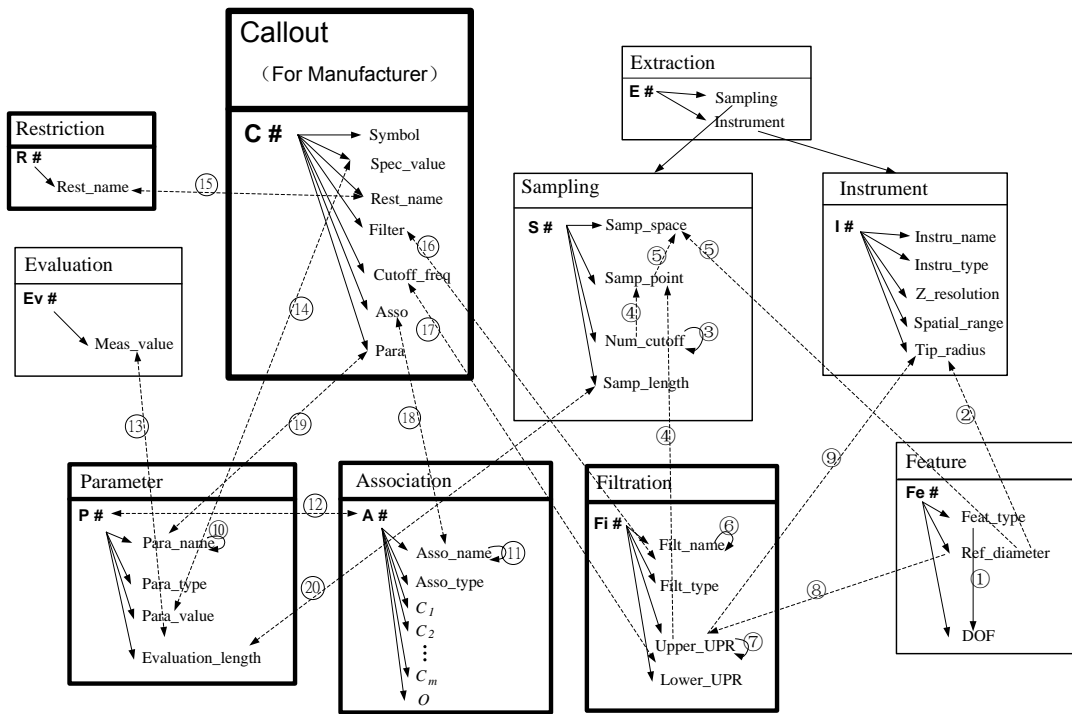 Callout
（For Manufacturer）
C #
Symbol
Spec_value
Rest_name
Filter
Cutoff_freq
Asso
Para
Extraction
E #
Sampling
Instrument
Restriction
R #
Rest_name
Sampling
S #
Samp_space
Samp_point
Num_cutoff
Samp_length
Instrument
I #
Instru_name
Instru_type
Z_resolution
Spatial_range
Tip_radius
Evaluation
Ev #
Meas_value
Parameter
P #
Para_name
Para_type
Para_value
Evaluation_length
Association
A #
Asso_name
Asso_type
C1
C2
⋮
Cm
O
Filtration
Fi #
Filt_name
Filt_type
Upper_UPR
Lower_UPR
Feature
Fe #
Feat_type
Ref_diameter
DOF
⑮
⑯
⑤
⑤
⑭
④
③
⑰
⑬
⑲
⑱
④
⑨
②
⑫
⑩
⑪
⑥
⑳
⑧
①
⑦